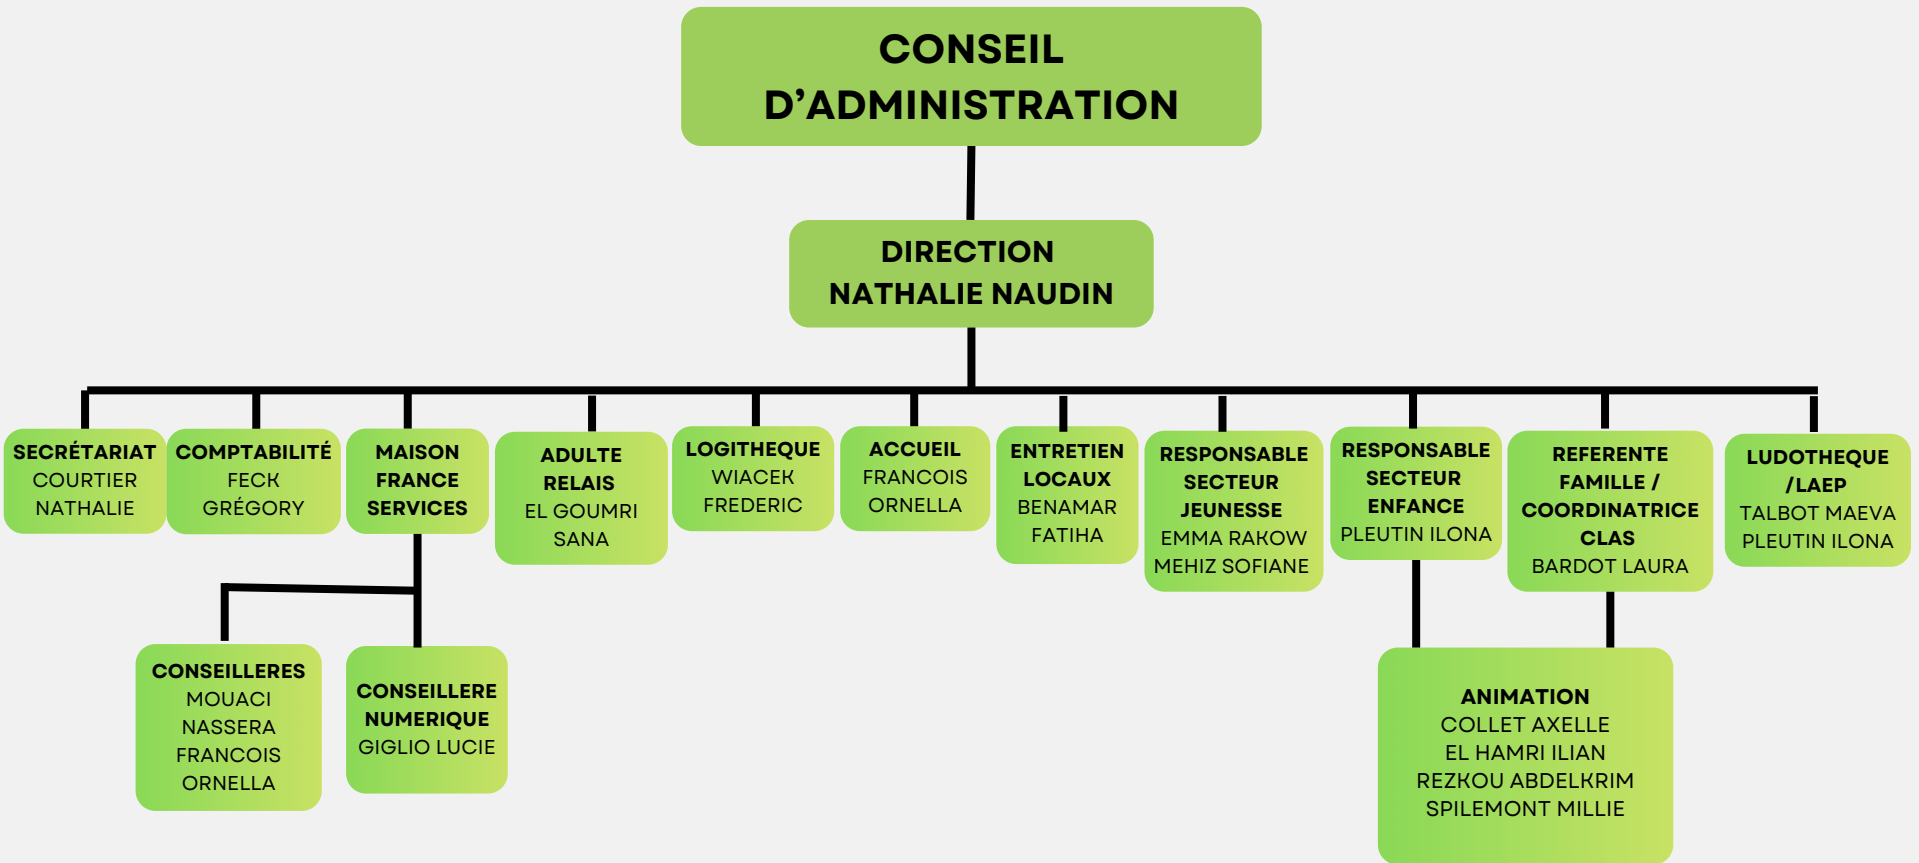 CONSEIL
D’ADMINISTRATION
DIRECTION
NATHALIE NAUDIN
SECRÉTARIAT
COURTIER
NATHALIE
COMPTABILITÉ
FECK
GRÉGORY
MAISON
FRANCE
SERVICES
ADULTE
RELAIS
EL GOUMRI
SANA
LOGITHEQUE
WIACEK
FREDERIC
ACCUEIL
FRANCOIS
ORNELLA
ENTRETIEN
LOCAUX
BENAMAR
FATIHA
RESPONSABLE
SECTEUR
JEUNESSE
EMMA RAKOW
MEHIZ SOFIANE
RESPONSABLE
SECTEUR
ENFANCE
PLEUTIN ILONA
REFERENTE
FAMILLE /
COORDINATRICE
CLAS
BARDOT LAURA
LUDOTHEQUE
/LAEP
TALBOT MAEVA
PLEUTIN ILONA
CONSEILLERES
MOUACI
NASSERA
FRANCOIS
ORNELLA
CONSEILLERE
NUMERIQUE
GIGLIO LUCIE
ANIMATION
COLLET AXELLE
EL HAMRI ILIAN
REZKOU ABDELKRIM
SPILEMONT MILLIE